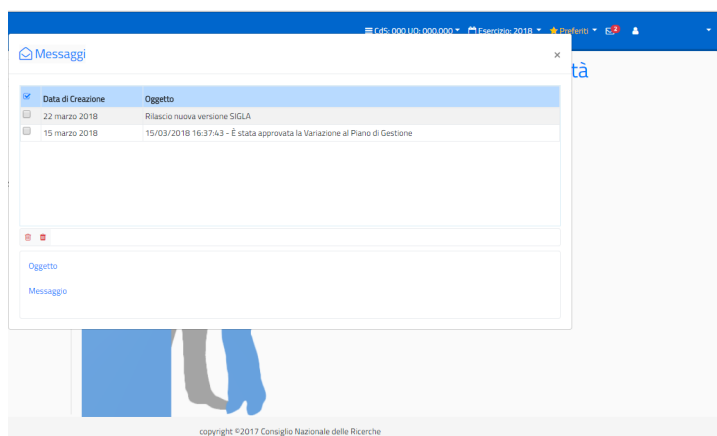 CdS: 000 UO: 000.000 Esercizio: 2018 Preferiti 2
Messaggi ×
tà
Data di Creazione Oggetto
22 marzo 2018 Rilascio nuova versione SIGLA
15 marzo 2018 15/03/2018 16:37:43 - È stata approvata la Variazione al Piano di Gestione
Oggetto
Messaggio
copyright ©2017 Consiglio Nazionale delle Ricerche